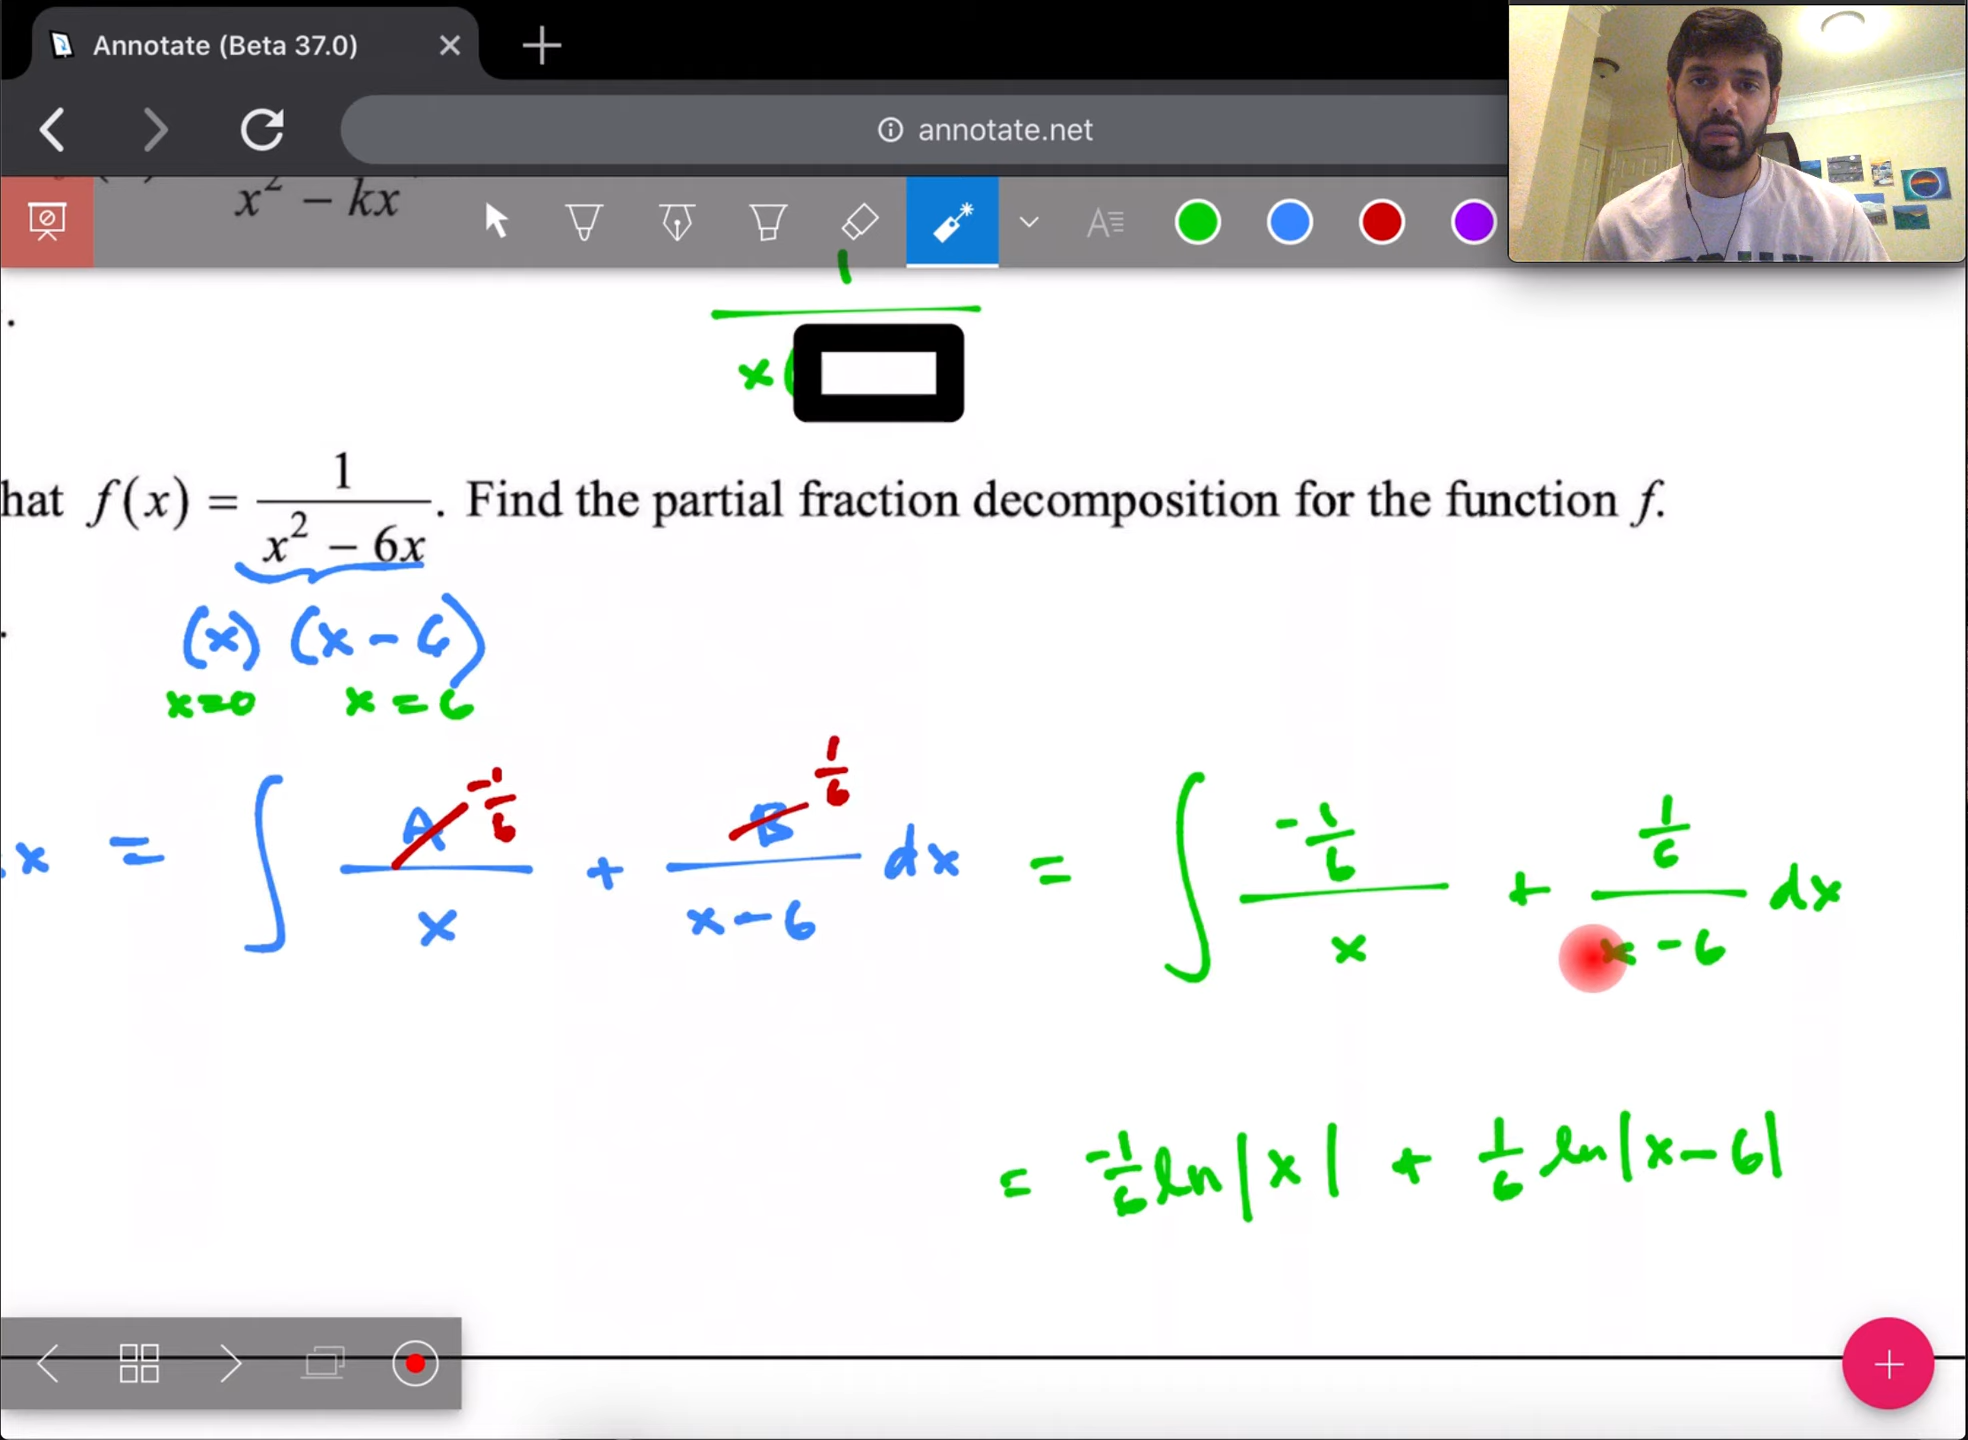 Annotate (Beta 37.0)
annotate.net
x² − kx
1
x(
hat f(x) = 1/(x² − 6x). Find the partial fraction decomposition for the function f.
(x) (x − 6)
x=0 x = 6
x = ∫ A/x + B/(x − 6) dx = ∫ (-1/6)/x + (1/6)/(x − 6) dx
-1/6 1/6
= -1/6 ln|x| + 1/6 ln|x − 6|